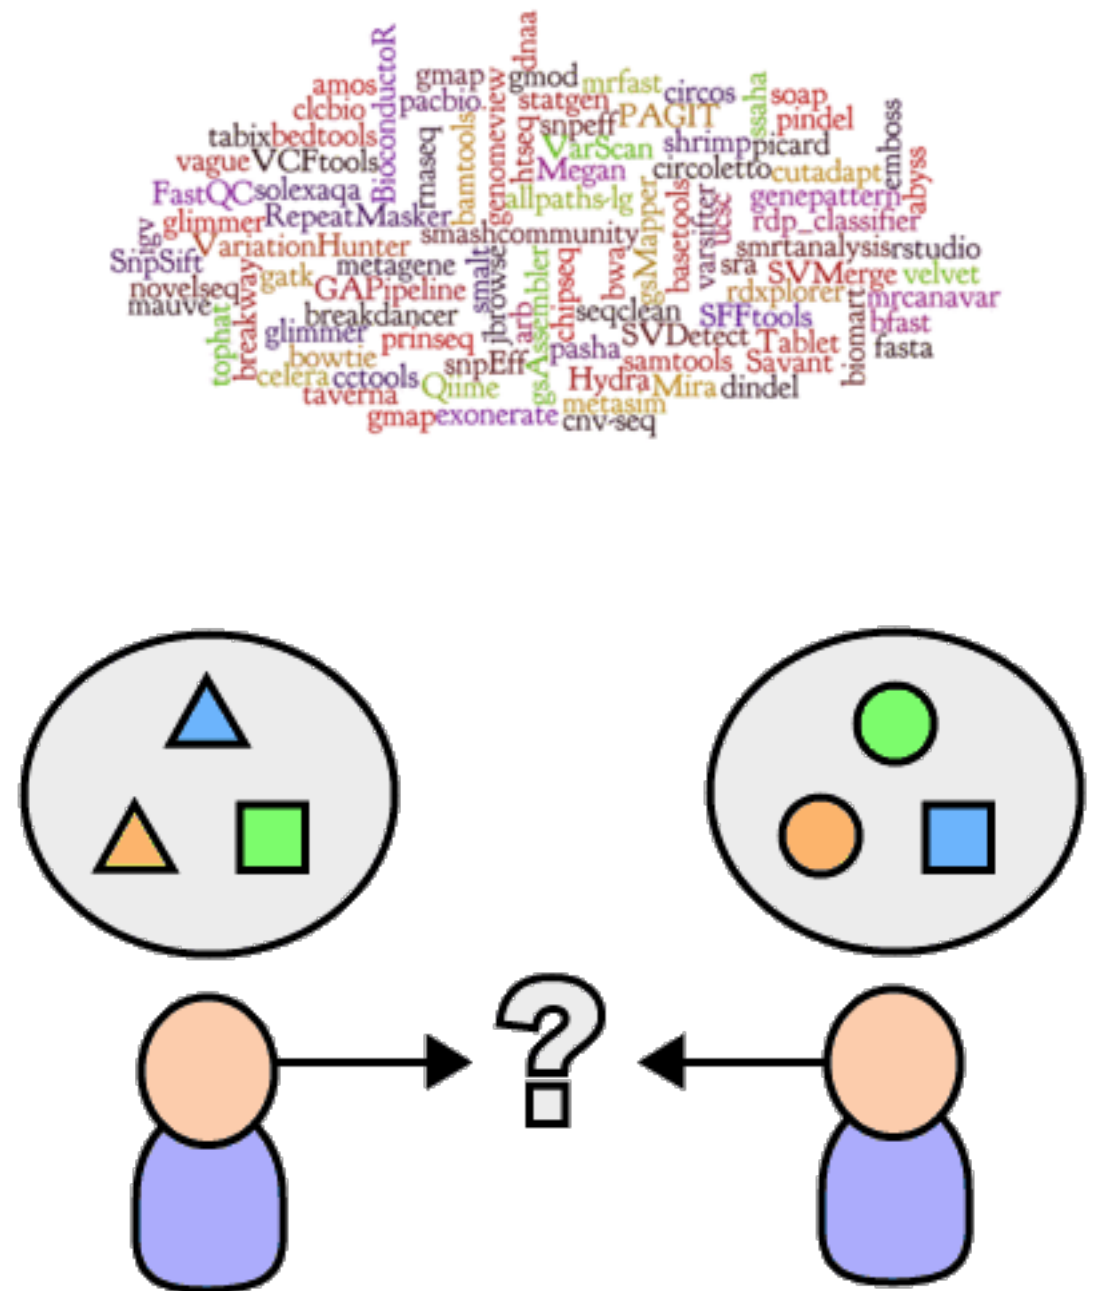 dnaa
BioconductoR
gmap
gmod
mrfast
circos
ssaha
soap
amos
pacbio
genomeview
statgen
PAGIT
pindel
clcbio
bamtools
htseq
snpeff
shrimp
picard
emboss
tabix
bedtools
rnaseq
VarScan
circoletto
cutadapt
abyss
vague
VCFtools
Megan
genepattern
FastQC
solexaqa
allpaths-lg
gsMapper
basetools
varsifter
ucsc
rdp_classifier
glimmer
RepeatMasker
smashcommunity
smrtanalysis
rstudio
igv
VariationHunter
SnpSift
gatk
metagene
smalt
jbrowse
gsAssembler
chipseq
bwa
sra
SVMerge
velvet
novelseq
breakway
GAPipeline
arb
seqclean
rdxplorer
biomart
mrcanavar
mauve
tophat
breakdancer
SFFtools
bfast
glimmer
prinseq
pasha
SVDetect
Tablet
fasta
bowtie
snpEff
samtools
Savant
celera
cctools
Qiime
Hydra
Mira
dindel
taverna
metasim
gmap
exonerate
cnv-seq
?